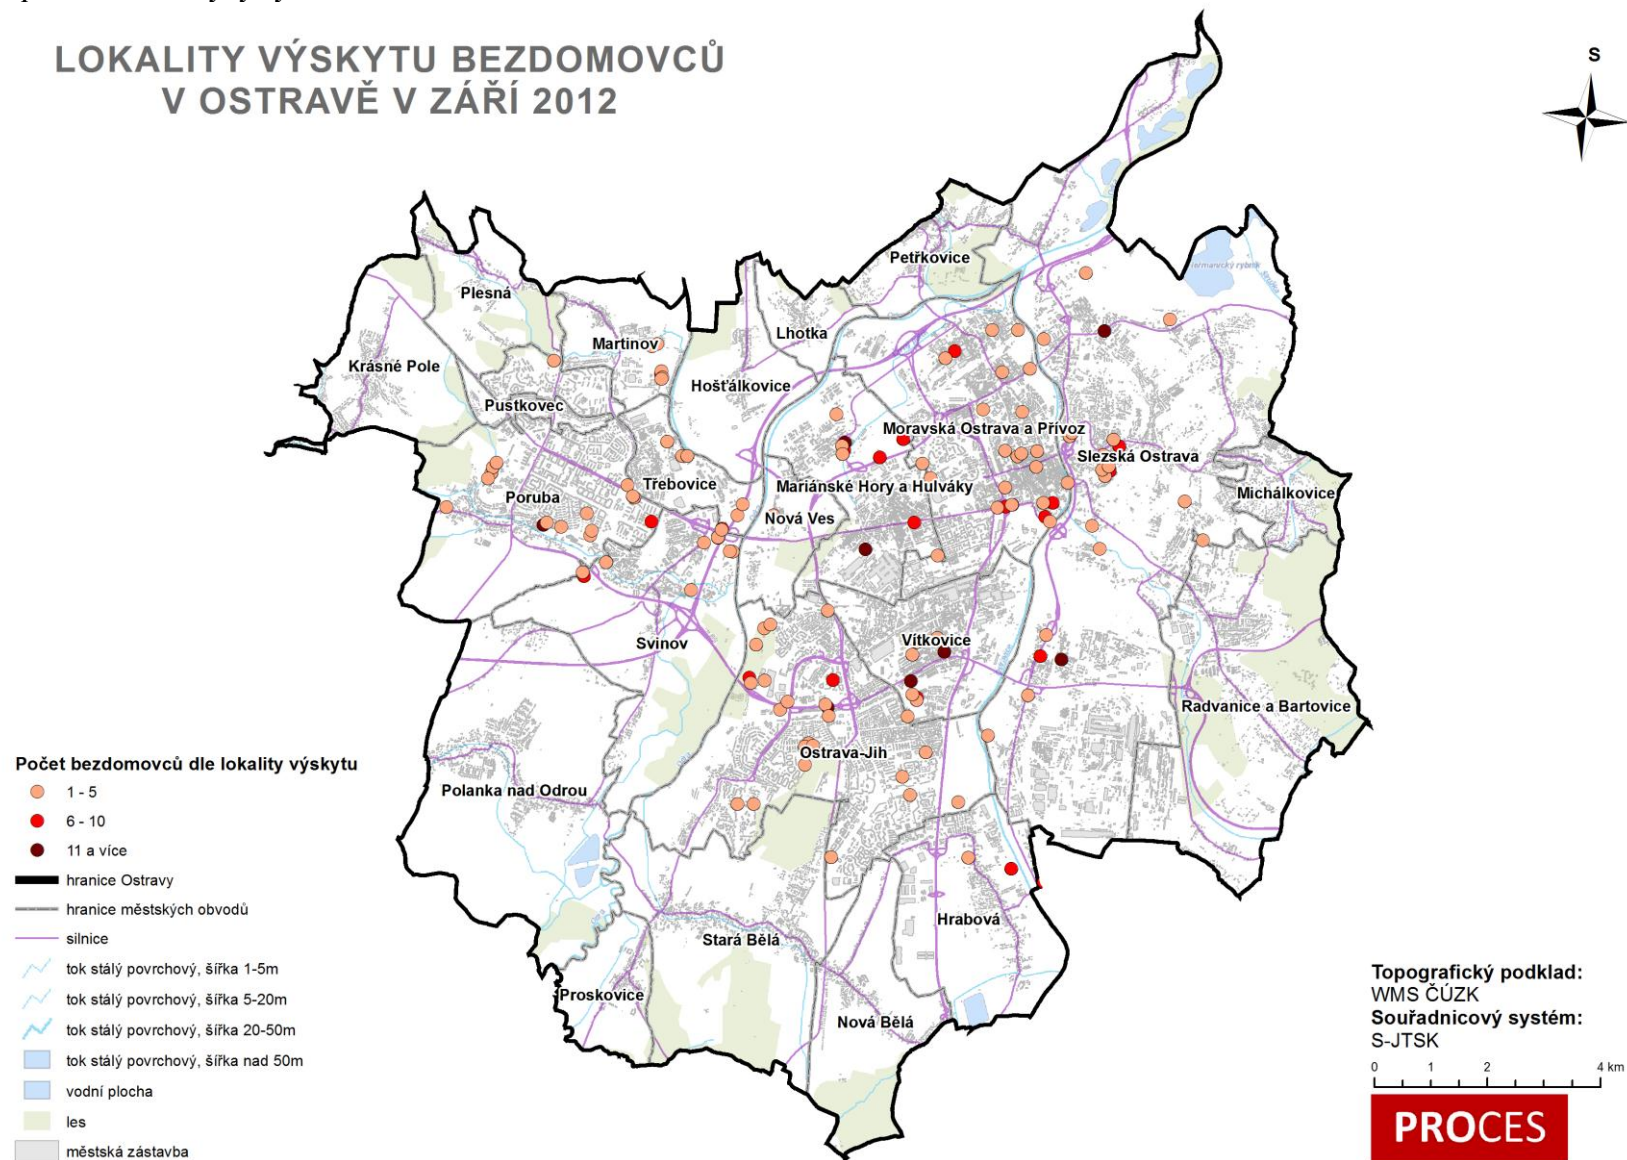 LOKALITY VÝSKYTU BEZDOMOVCŮ
V OSTRAVĚ V ZÁŘÍ 2012
S
Petřkovice
Plesná
Lhotka
Martinov
Krásné Pole
Hošťálkovice
Pustkovec
Moravská Ostrava a Přívoz
Slezská Ostrava
Třebovice
Mariánské Hory a Hulváky
Michálkovice
Poruba
Nová Ves
Svinov
Vítkovice
Radvanice a Bartovice
Ostrava-Jih
Polanka nad Odrou
Hrabová
Stará Bělá
Proskovice
Nová Bělá
Počet bezdomovců dle lokality výskytu
1 - 5
6 - 10
11 a více
hranice Ostravy
hranice městských obvodů
silnice
tok stálý povrchový, šířka 1-5m
tok stálý povrchový, šířka 5-20m
tok stálý povrchový, šířka 20-50m
tok stálý povrchový, šířka nad 50m
vodní plocha
les
městská zástavba
Topografický podklad:
WMS ČÚZK
Souřadnicový systém:
S-JTSK
0 1 2 4 km
PROCES